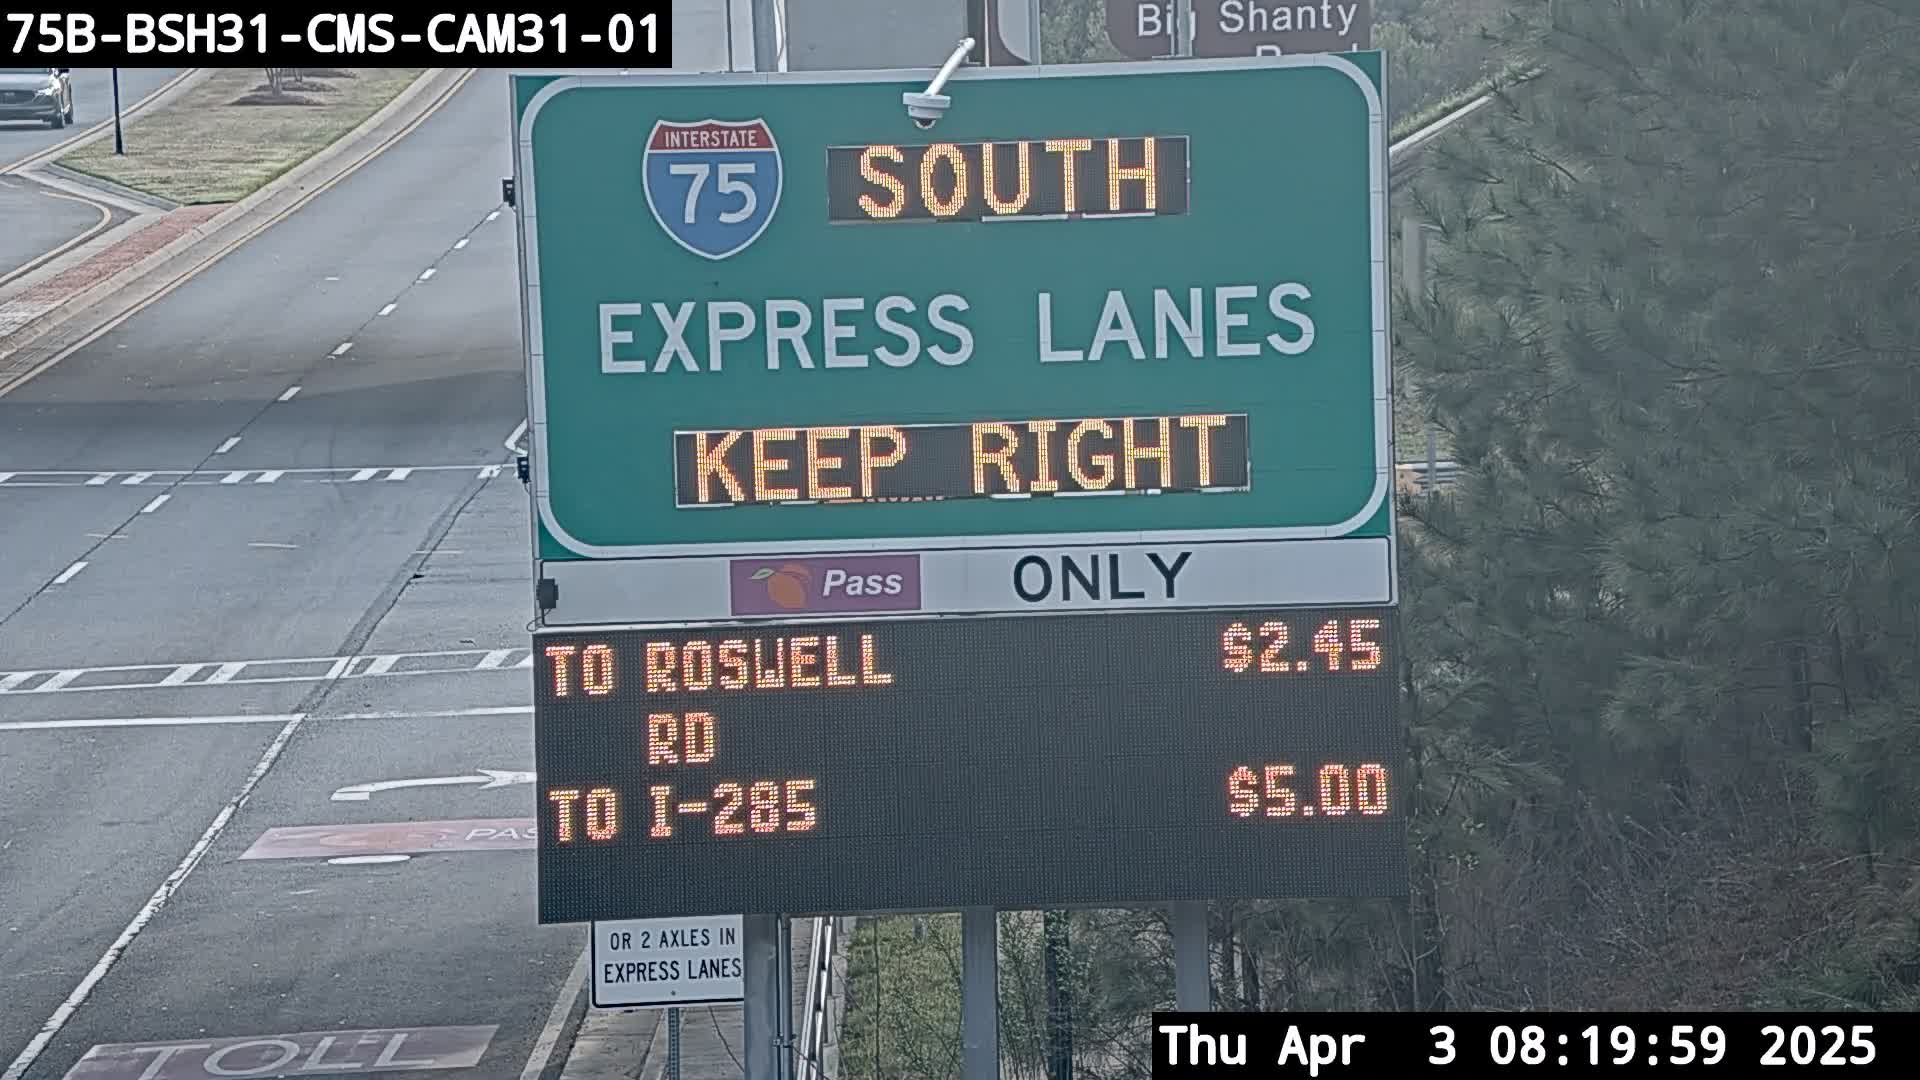 75B-BSH31-CMS-CAM31-01
Big Shanty
INTERSTATE
75
SOUTH
EXPRESS LANES
KEEP RIGHT
Pass ONLY
TO ROSWELL $2.45
RD
TO I-285 $5.00
OR 2 AXLES IN
EXPRESS LANES
TOLL
Thu Apr 3 08:19:59 2025